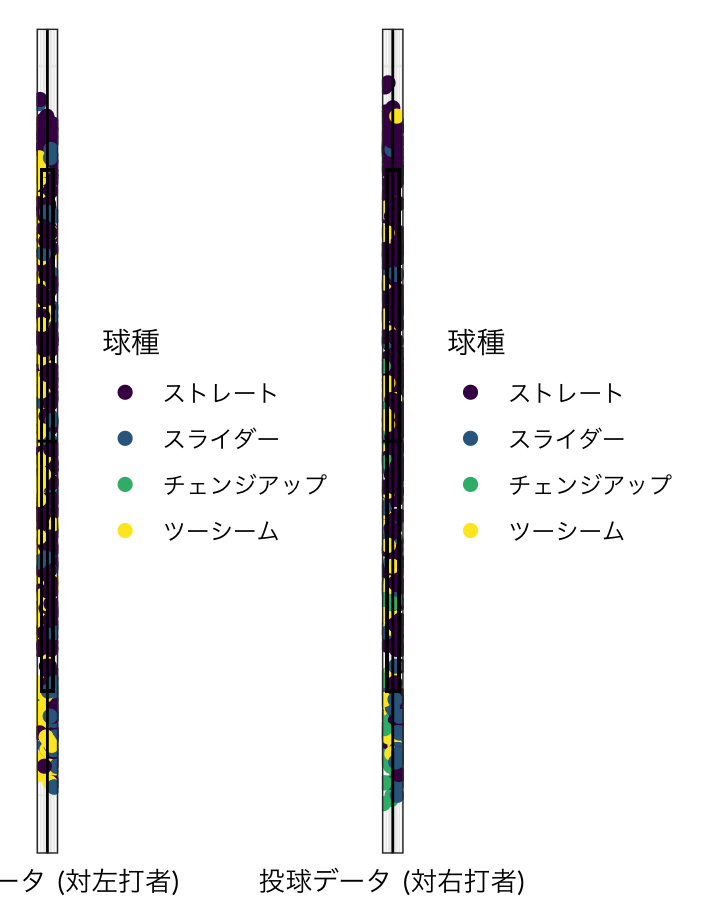 球種
ストレート
スライダー
チェンジアップ
ツーシーム
球種
ストレート
スライダー
チェンジアップ
ツーシーム
ータ (対左打者)
投球データ (対右打者)